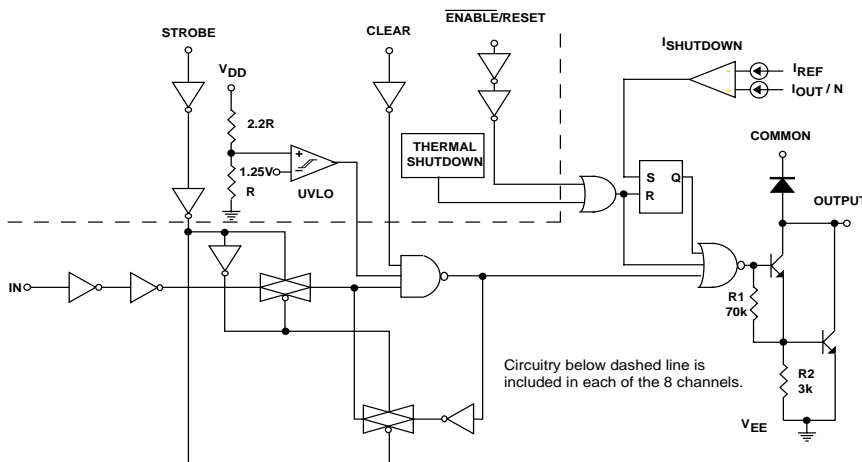 ENABLE/RESET
STROBE
CLEAR
ISHUTDOWN
VDD
IREF
IOUT / N
2.2R
COMMON
THERMAL
SHUTDOWN
+
-
1.25V
R
UVLO
S
Q
R
OUTPUT
IN
R1
70k
Circuitry below dashed line is
included in each of the 8 channels.
R2
3k
VEE